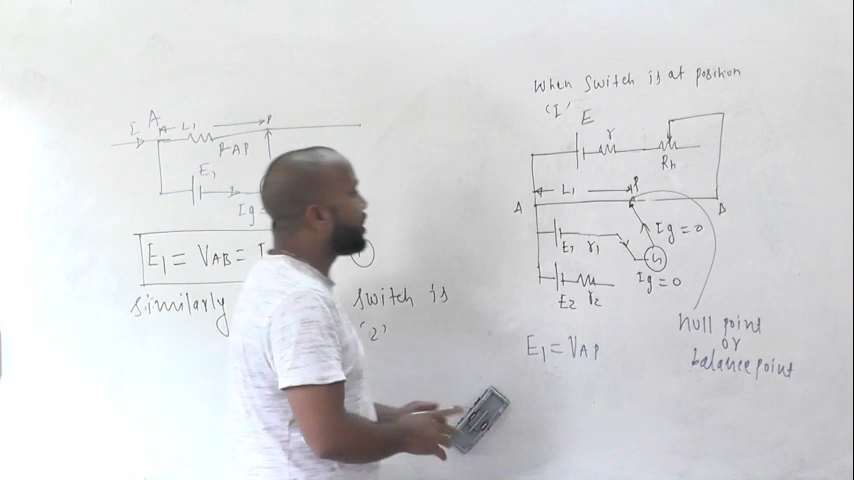 I A L1 P
P-AP
E1
Ig=
E1 = VAB = I
similarly switch is
'2'
When switch is at position
'1'
E
r
Rh
L1 P
A B
E1 r1 Ig = 0
G
E2 r2 Ig = 0
E1 = VAP
null point
or
balance point